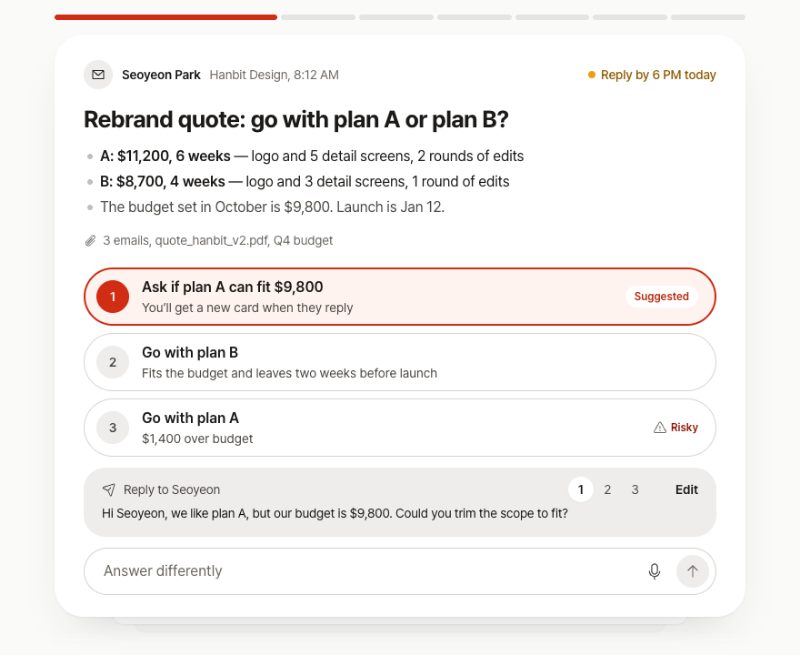 Seoyeon Park Hanbit Design, 8:12 AM Reply by 6 PM today
Rebrand quote: go with plan A or plan B?
A: $11,200, 6 weeks — logo and 5 detail screens, 2 rounds of edits
B: $8,700, 4 weeks — logo and 3 detail screens, 1 round of edits
The budget set in October is $9,800. Launch is Jan 12.
3 emails, quote_hanbit_v2.pdf, Q4 budget
1 Ask if plan A can fit $9,800 Suggested
You'll get a new card when they reply
2 Go with plan B
Fits the budget and leaves two weeks before launch
3 Go with plan A Risky
$1,400 over budget
Reply to Seoyeon 1 2 3 Edit
Hi Seoyeon, we like plan A, but our budget is $9,800. Could you trim the scope to fit?
Answer differently